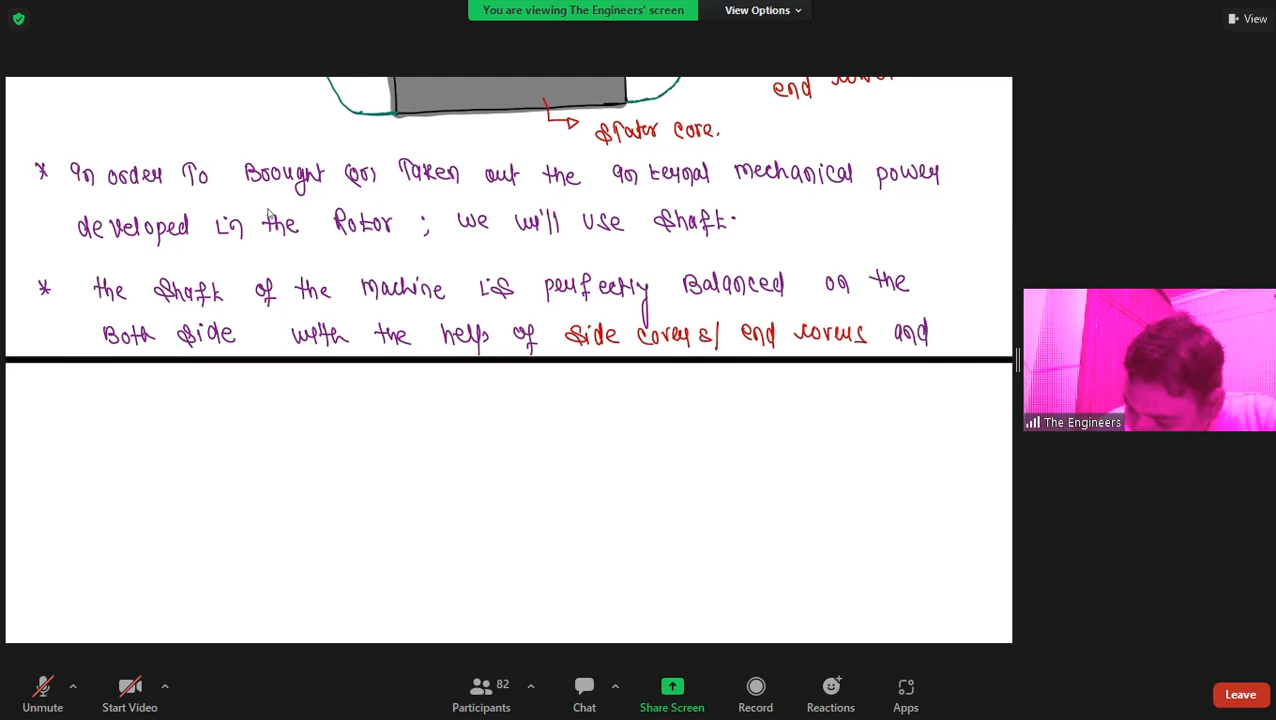 You are viewing The Engineers' screen
View Options
View
end cover
Stator core.
* In order To Brought (or) Taken out the Internal mechanical power
developed in the Rotor ; we will use shaft.
* the shaft of the Machine is perfectly Balanced on the
Both side with the help of side covers/ end covers and
The Engineers
Unmute
Start Video
82
Participants
Chat
Share Screen
Record
Reactions
Apps
Leave